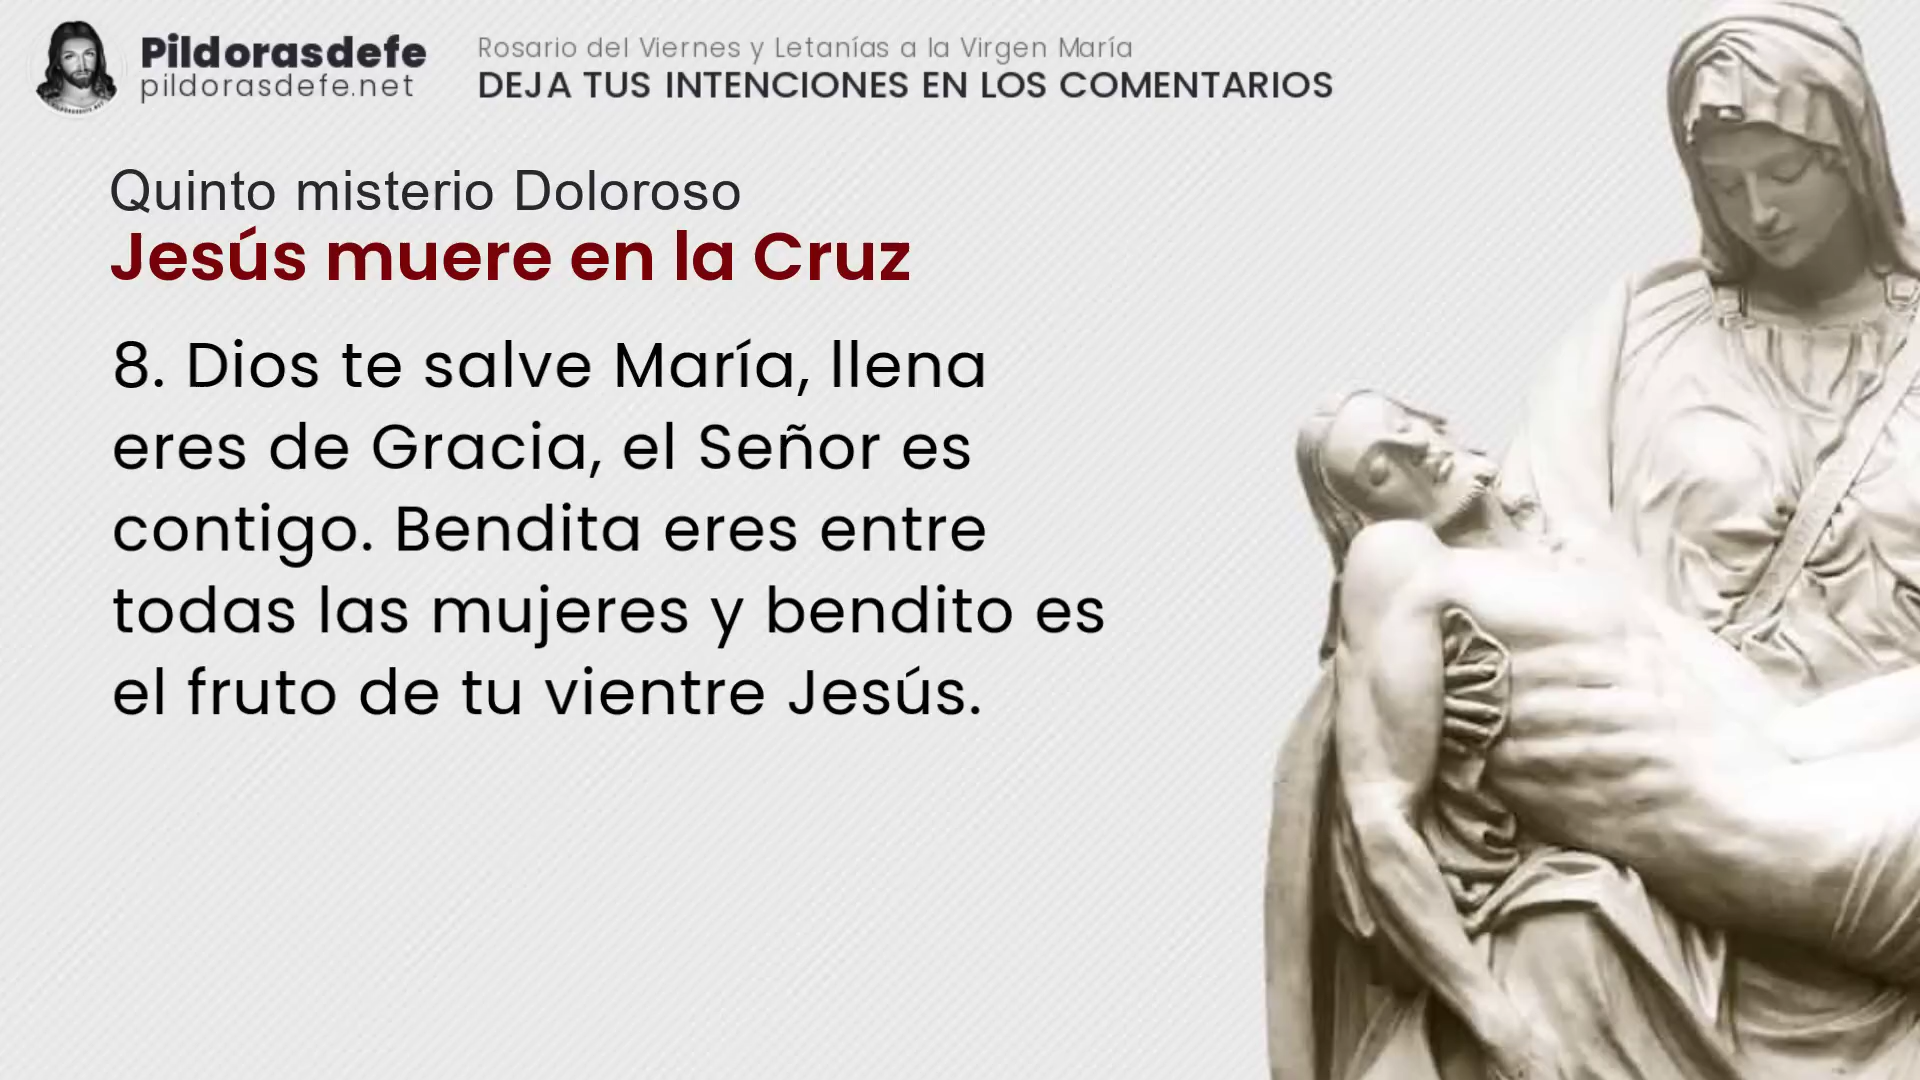 Pildorasdefe
pildorasdefe.net
Rosario del Viernes y Letanías a la Virgen María
DEJA TUS INTENCIONES EN LOS COMENTARIOS
Quinto misterio Doloroso
Jesús muere en la Cruz
8. Dios te salve María, llena
eres de Gracia, el Señor es
contigo. Bendita eres entre
todas las mujeres y bendito es
el fruto de tu vientre Jesús.